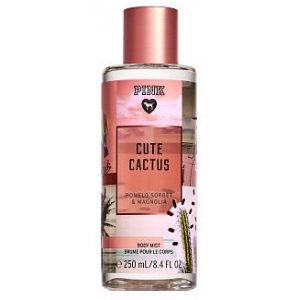 PINK
CUTE
CACTUS
POMELO SORBET
& MAGNOLIA
BODY MIST
BRUME POUR LE CORPS
℮ 250 mL/8.4 FL OZ